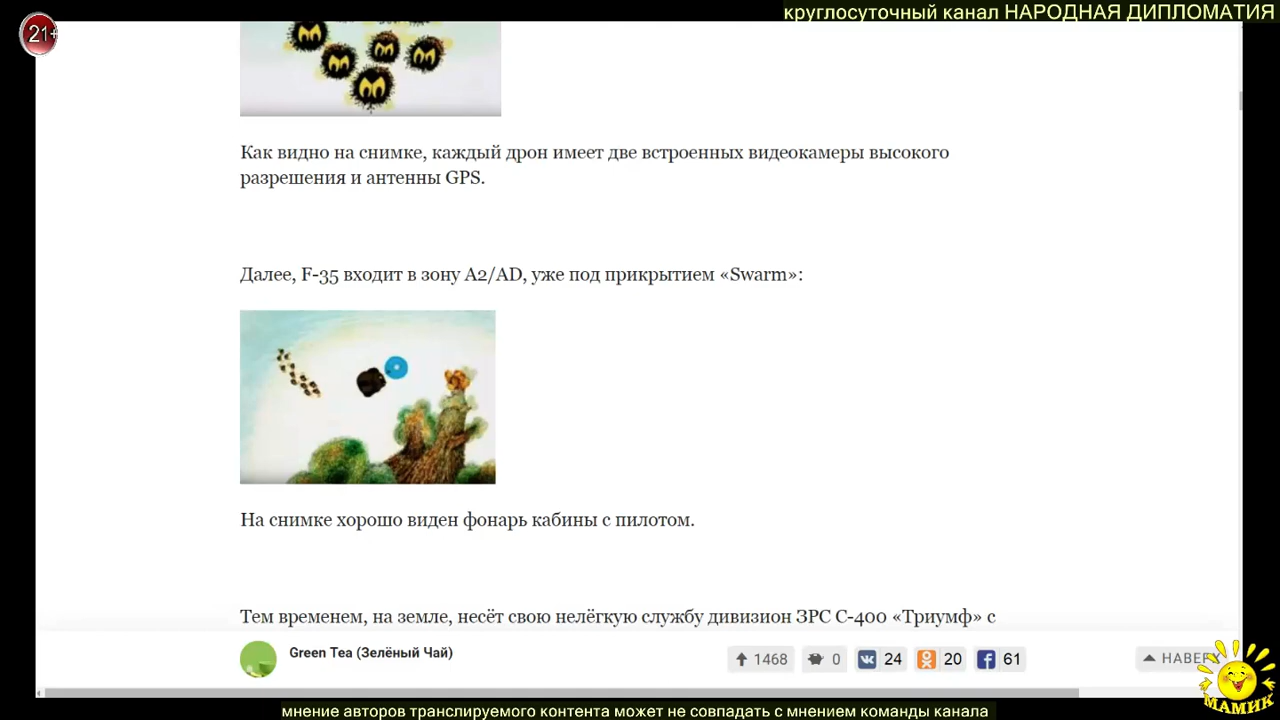 круглосуточный канал НАРОДНАЯ ДИПЛОМАТИЯ
21+
Как видно на снимке, каждый дрон имеет две встроенных видеокамеры высокого
разрешения и антенны GPS.
Далее, F-35 входит в зону A2/AD, уже под прикрытием «Swarm»:
На снимке хорошо виден фонарь кабины с пилотом.
Тем временем, на земле, несёт свою нелёгкую службу дивизион ЗРС С-400 «Триумф» с
Green Tea (Зелёный Чай)
1468 0 24 20 61
НАВЕР
МАМИК
мнение авторов транслируемого контента может не совпадать с мнением команды канала